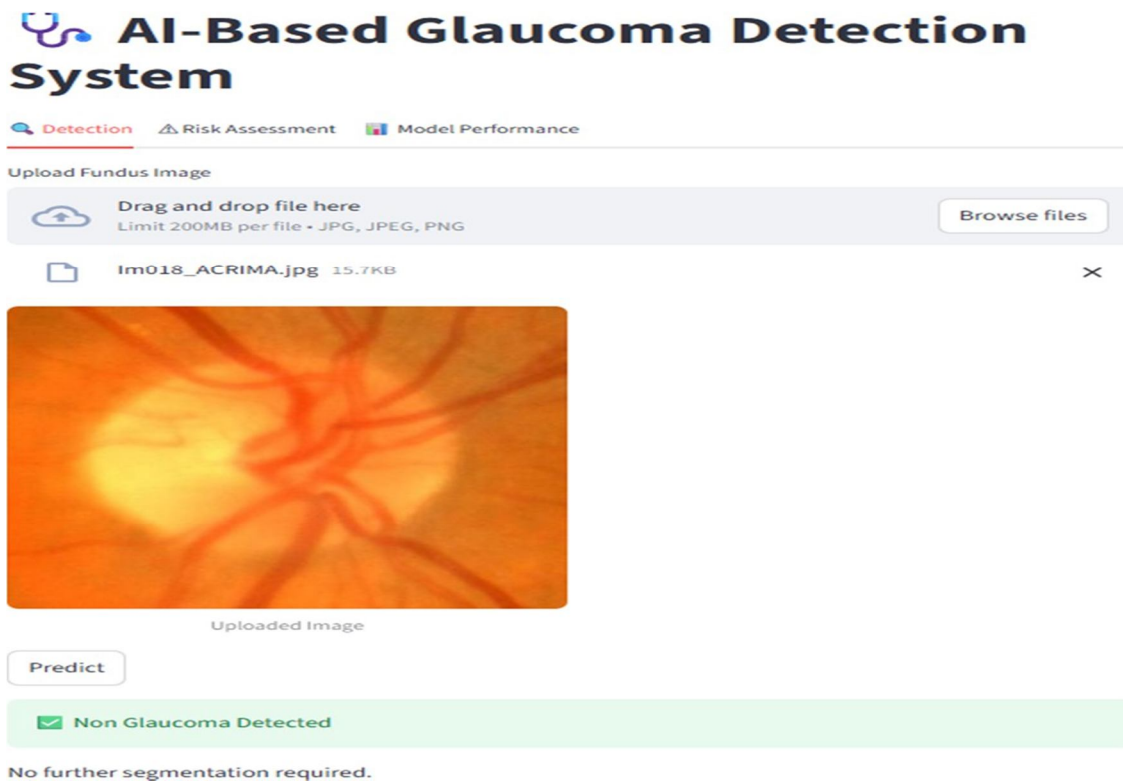 AI-Based Glaucoma Detection
System
Detection Risk Assessment Model Performance
Upload Fundus Image
Drag and drop file here
Limit 200MB per file • JPG, JPEG, PNG
Browse files
Im018_ACRIMA.jpg 15.7KB
Uploaded Image
Predict
Non Glaucoma Detected
No further segmentation required.